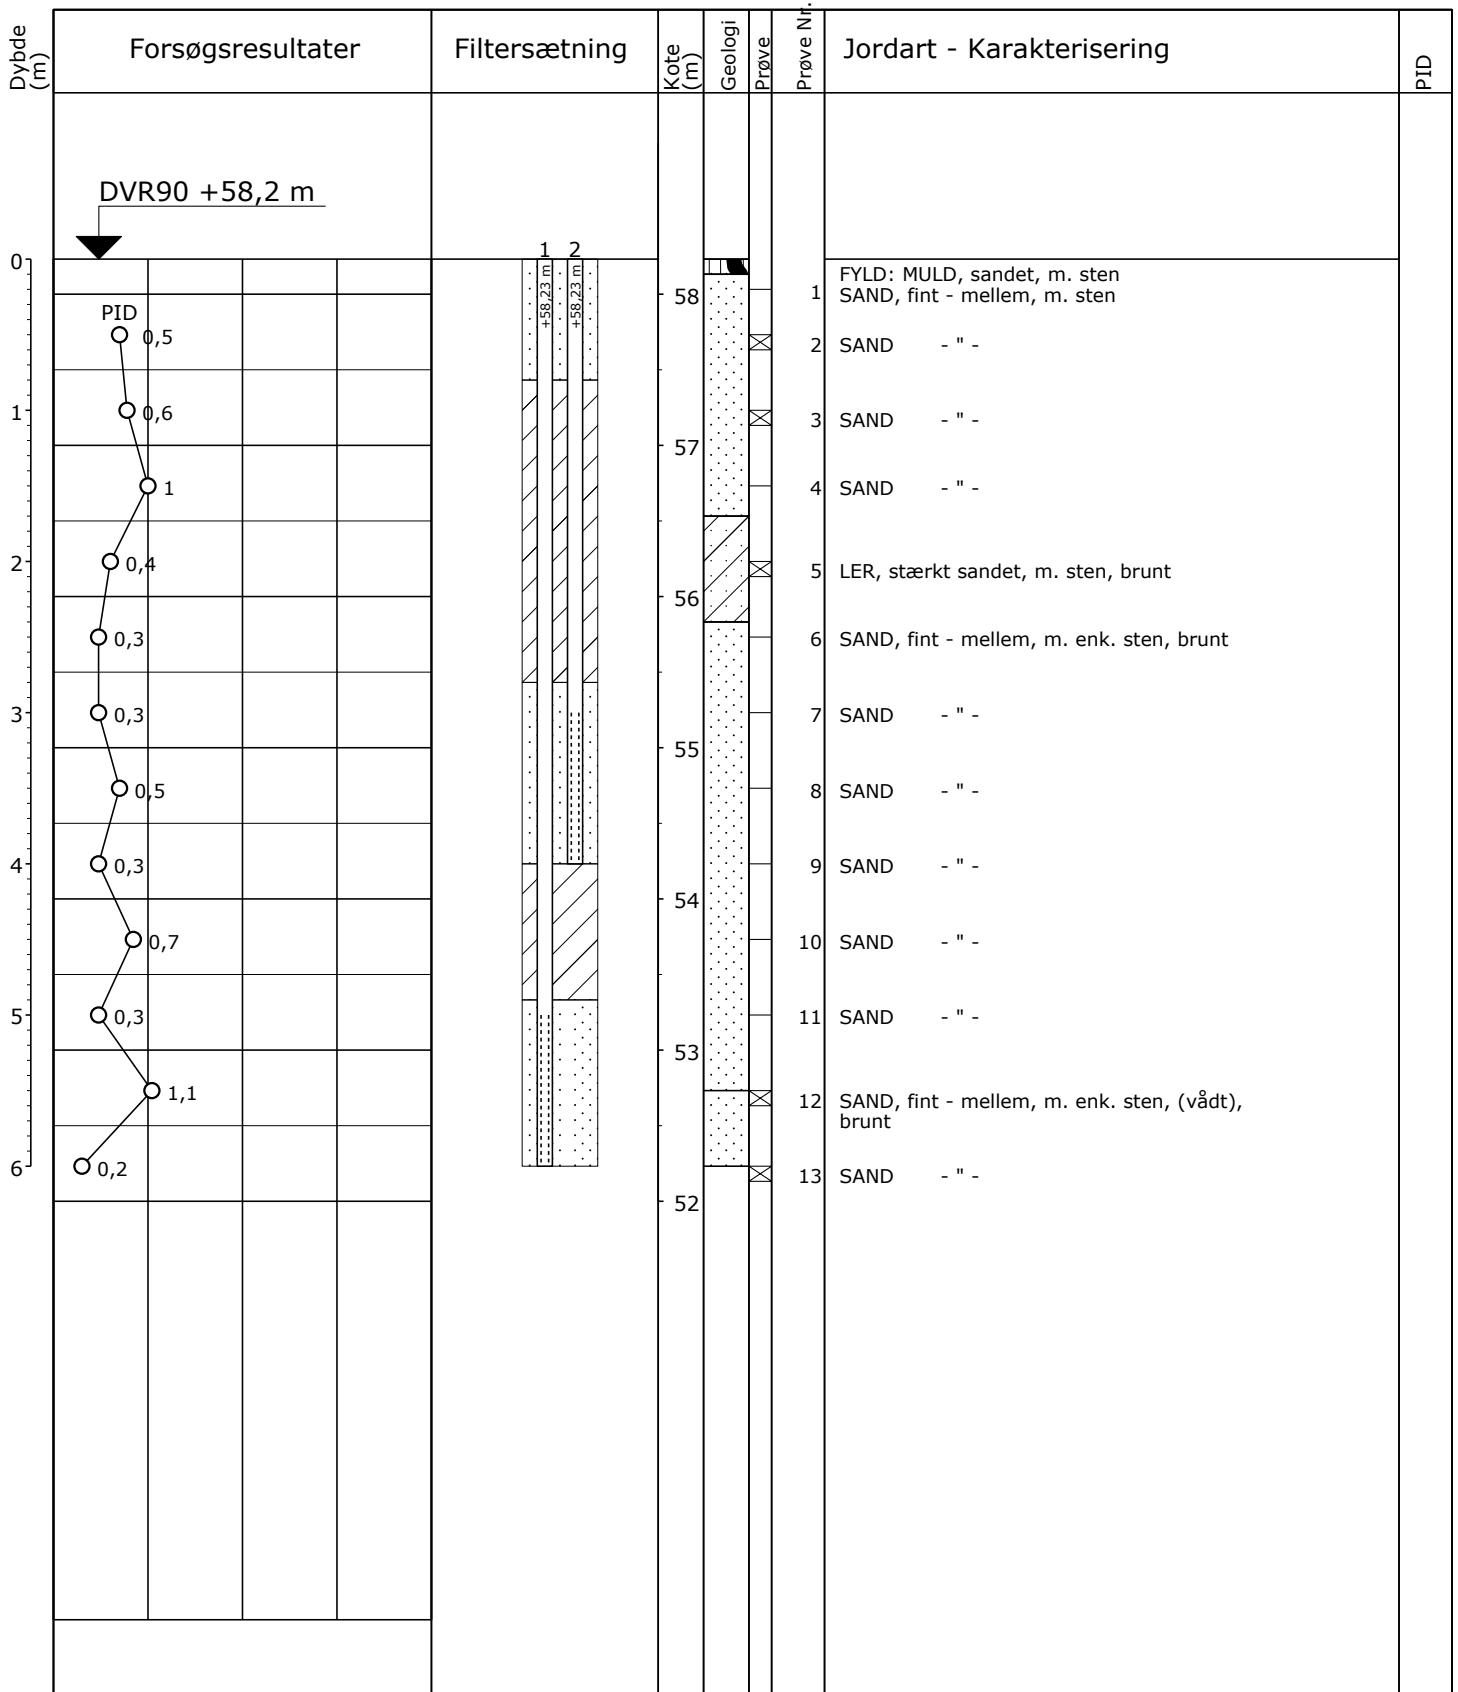 Dybde (m)
Forsøgsresultater
Filtersætning
Kote (m)
Geologi
Prøve
Prøve Nr.
Jordart - Karakterisering
PID
DVR90 +58,2 m
1 2
+58,23 m
+58,23 m
0
FYLD: MULD, sandet, m. sten
58
1 SAND, fint - mellem, m. sten
PID
0,5
2 SAND - " -
1
0,6
3 SAND - " -
57
1
4 SAND - " -
2
0,4
5 LER, stærkt sandet, m. sten, brunt
56
0,3
6 SAND, fint - mellem, m. enk. sten, brunt
3
0,3
7 SAND - " -
55
0,5
8 SAND - " -
4
0,3
9 SAND - " -
54
0,7
10 SAND - " -
5
0,3
11 SAND - " -
53
1,1
12 SAND, fint - mellem, m. enk. sten, (vådt),
brunt
6
0,2
13 SAND - " -
52